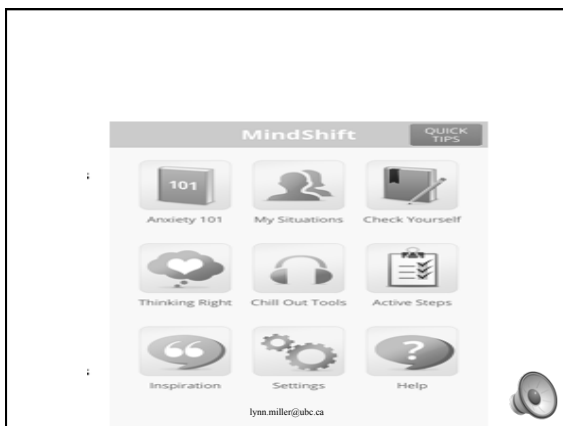 MindShift
QUICK
TIPS
101
Anxiety 101
My Situations
Check Yourself
Thinking Right
Chill Out Tools
Active Steps
Inspiration
Settings
?
Help
lynn.miller@ubc.ca